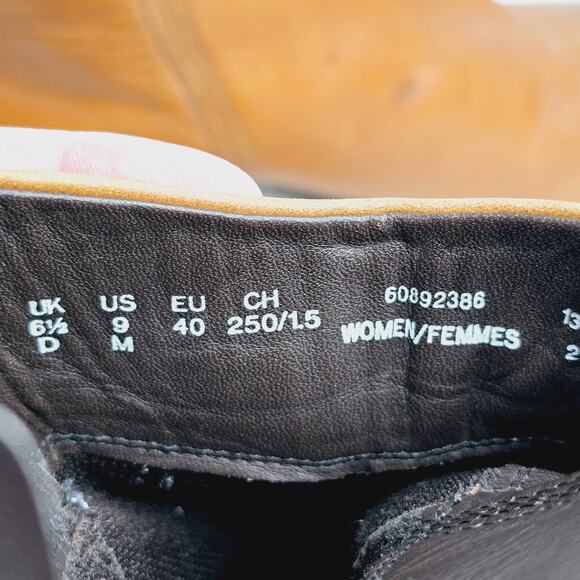 UK US EU CH 60892386
6½ 9 40 250/1.5 WOMEN/FEMMES
D M